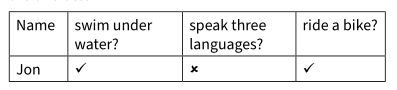 Name swim under water? speak three languages? ride a bike?
Jon ✓ × ✓